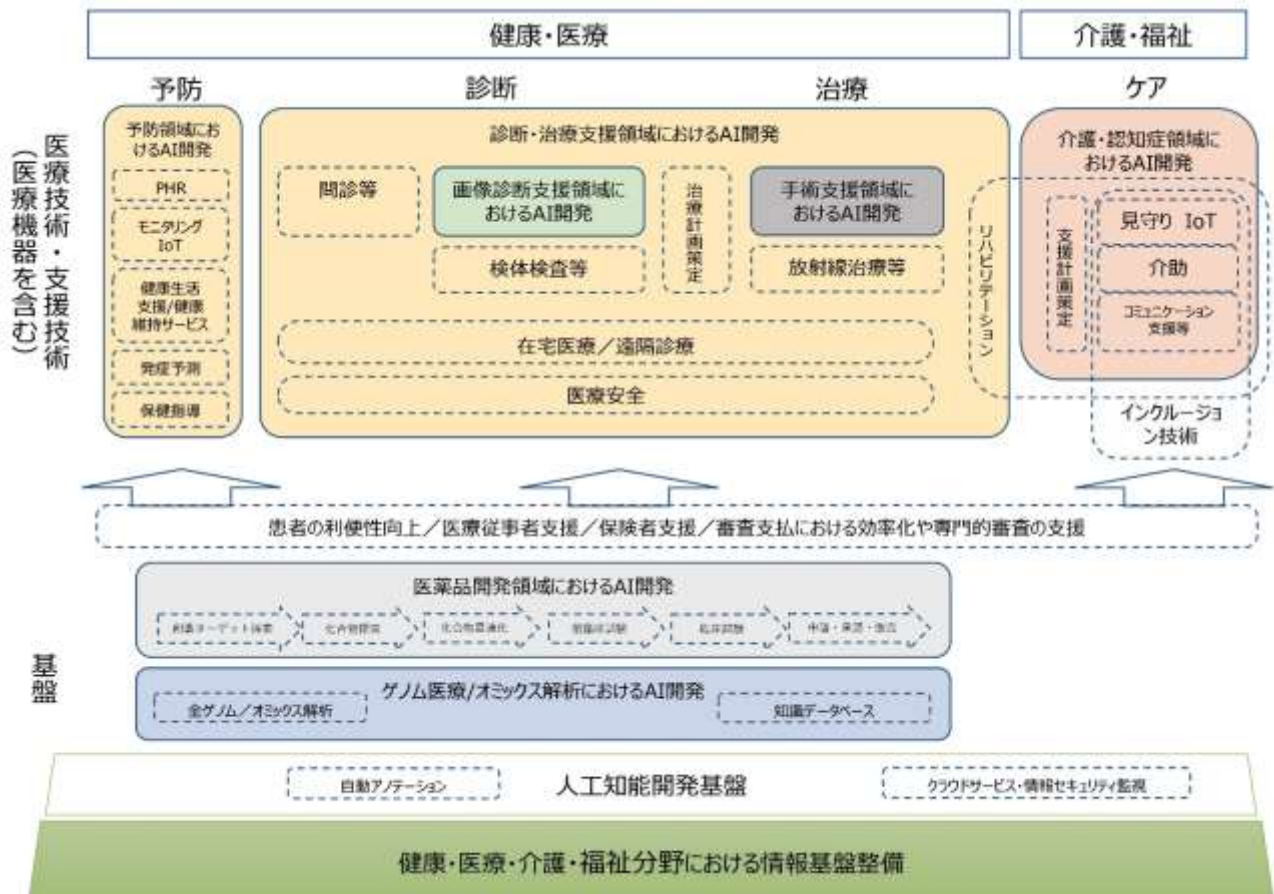 健康・医療
介護・福祉
予防
診断
治療
ケア
医療技術・支援技術
（医療機器を含む）
予防領域にお
けるAI開発
PHR
モニタリング
IoT
健康生活
支援/健康
維持サービス
発症予測
保健指導
診断・治療支援領域におけるAI開発
問診等
画像診断支援領域に
おけるAI開発
検体検査等
治療計画策定
手術支援領域に
おけるAI開発
放射線治療等
在宅医療／遠隔診療
医療安全
介護・認知症領域に
おけるAI開発
リハビリテーション
支援計画策定
見守り IoT
介助
コミュニケーション
支援等
インクルージョ
ン技術
患者の利便性向上／医療従事者支援／保険者支援／審査支払における効率化や専門的審査の支援
基盤
医薬品開発領域におけるAI開発
創薬ターゲット探索
化合物最適化
臨床試験
ゲノム医療/オミックス解析におけるAI開発
全ゲノム／オミックス解析
知識データベース
人工知能開発基盤
自動アノテーション
クラウドサービス・情報セキュリティ監視
健康・医療・介護・福祉分野における情報基盤整備